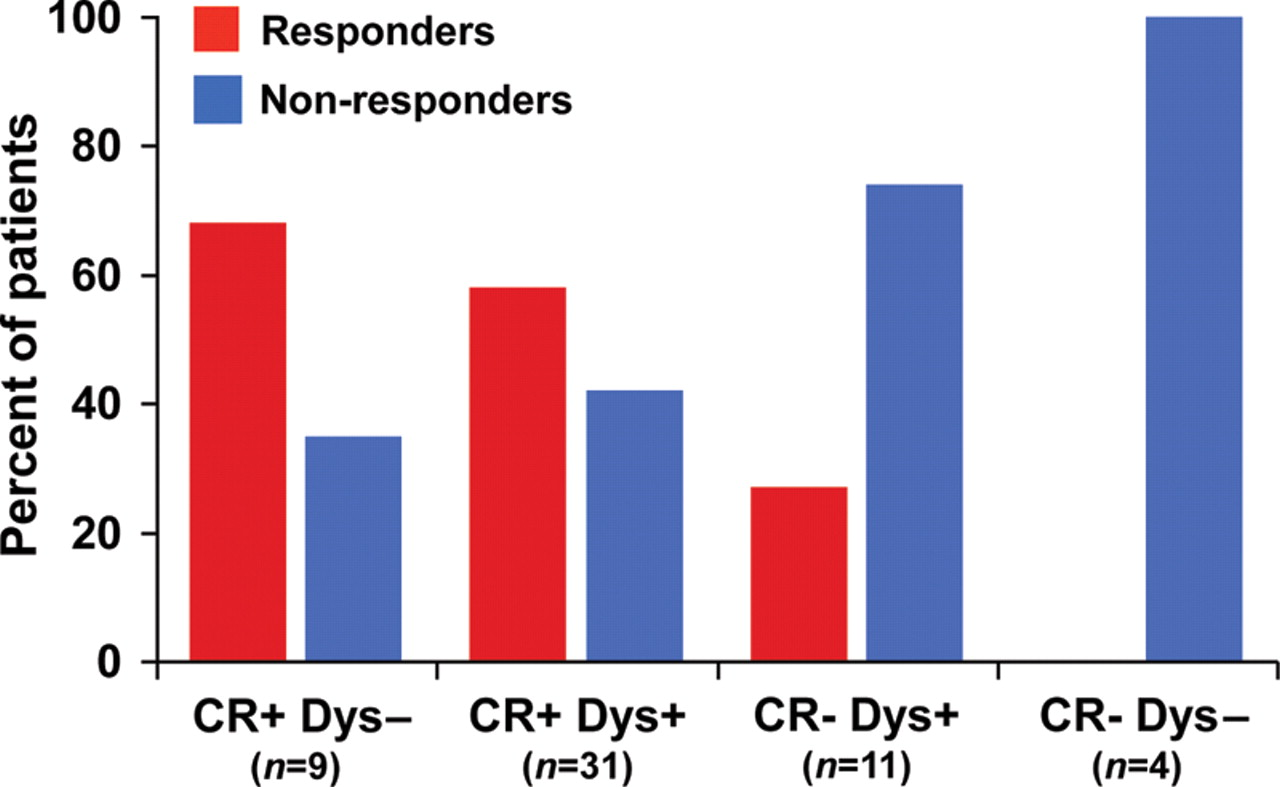 Percent of patients
100
80
60
40
20
0
Responders
Non-responders
CR+ Dys–
(n=9)
CR+ Dys+
(n=31)
CR- Dys+
(n=11)
CR- Dys–
(n=4)